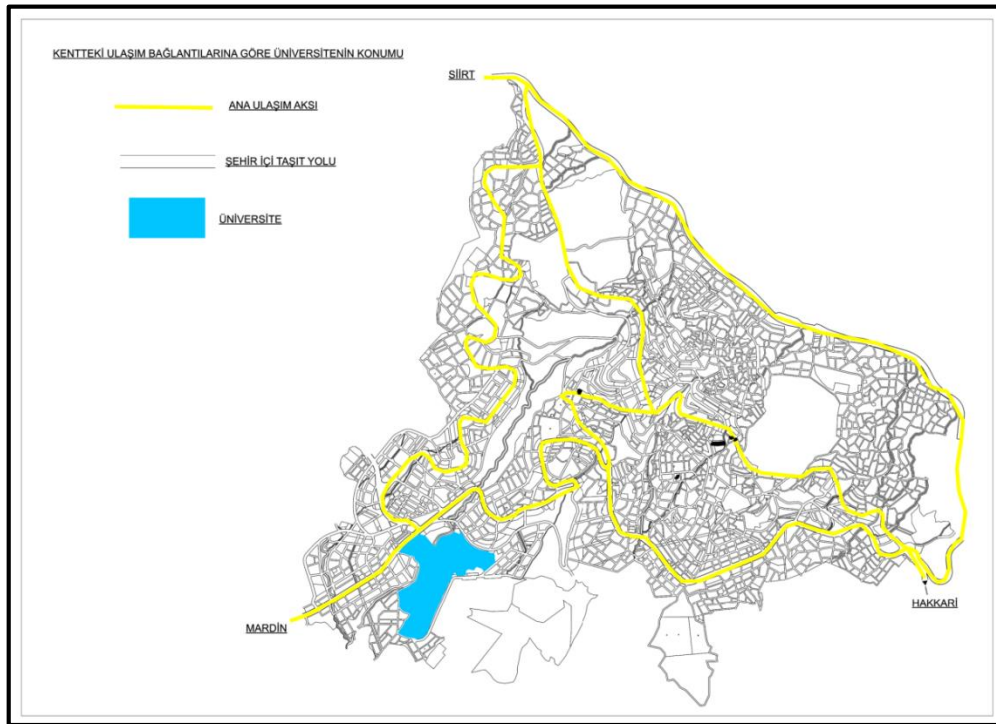 KENTTEKİ ULAŞIM BAĞLANTILARINA GÖRE ÜNİVERSİTENİN KONUMU
SİİRT
ANA ULAŞIM AKSI
ŞEHİR İÇİ TAŞIT YOLU
ÜNİVERSİTE
HAKKARİ
MARDİN